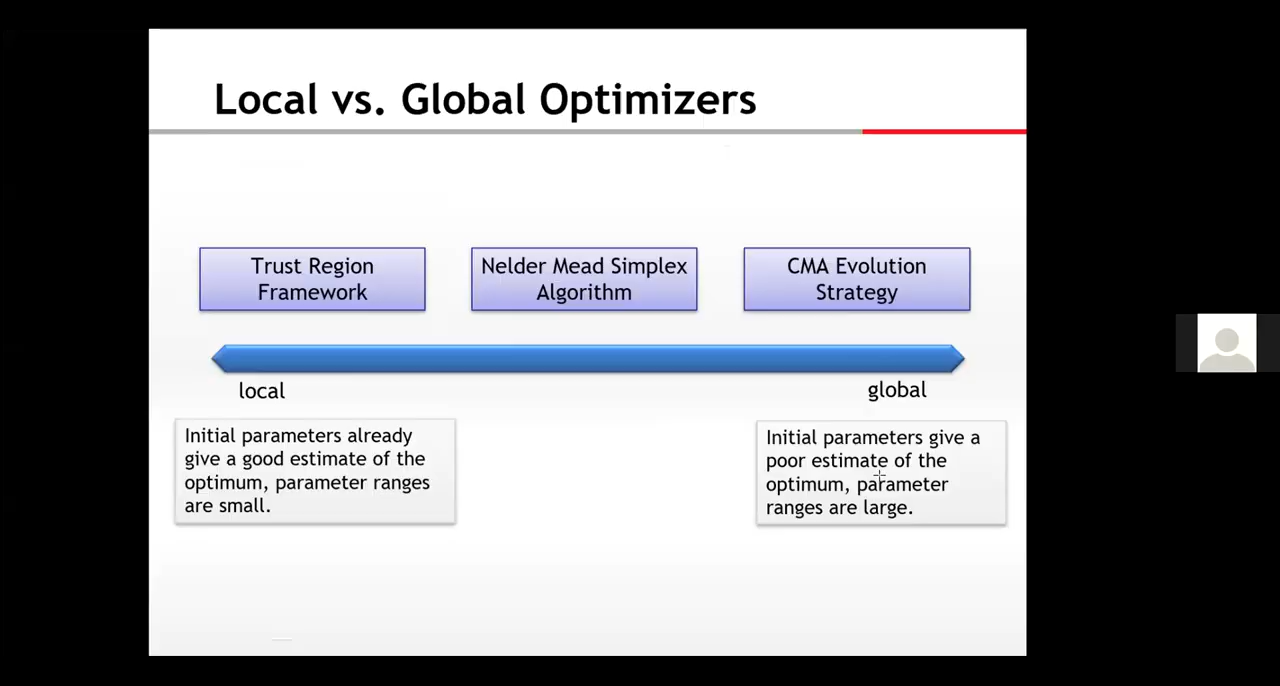 Local vs. Global Optimizers
Trust Region
Framework
Nelder Mead Simplex
Algorithm
CMA Evolution
Strategy
local
global
Initial parameters already
give a good estimate of the
optimum, parameter ranges
are small.
Initial parameters give a
poor estimate of the
optimum, parameter
ranges are large.